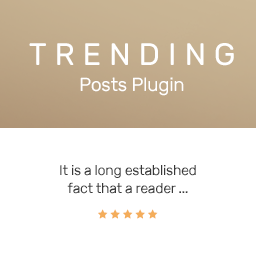 TRENDING
Posts Plugin
It is a long established
fact that a reader ...